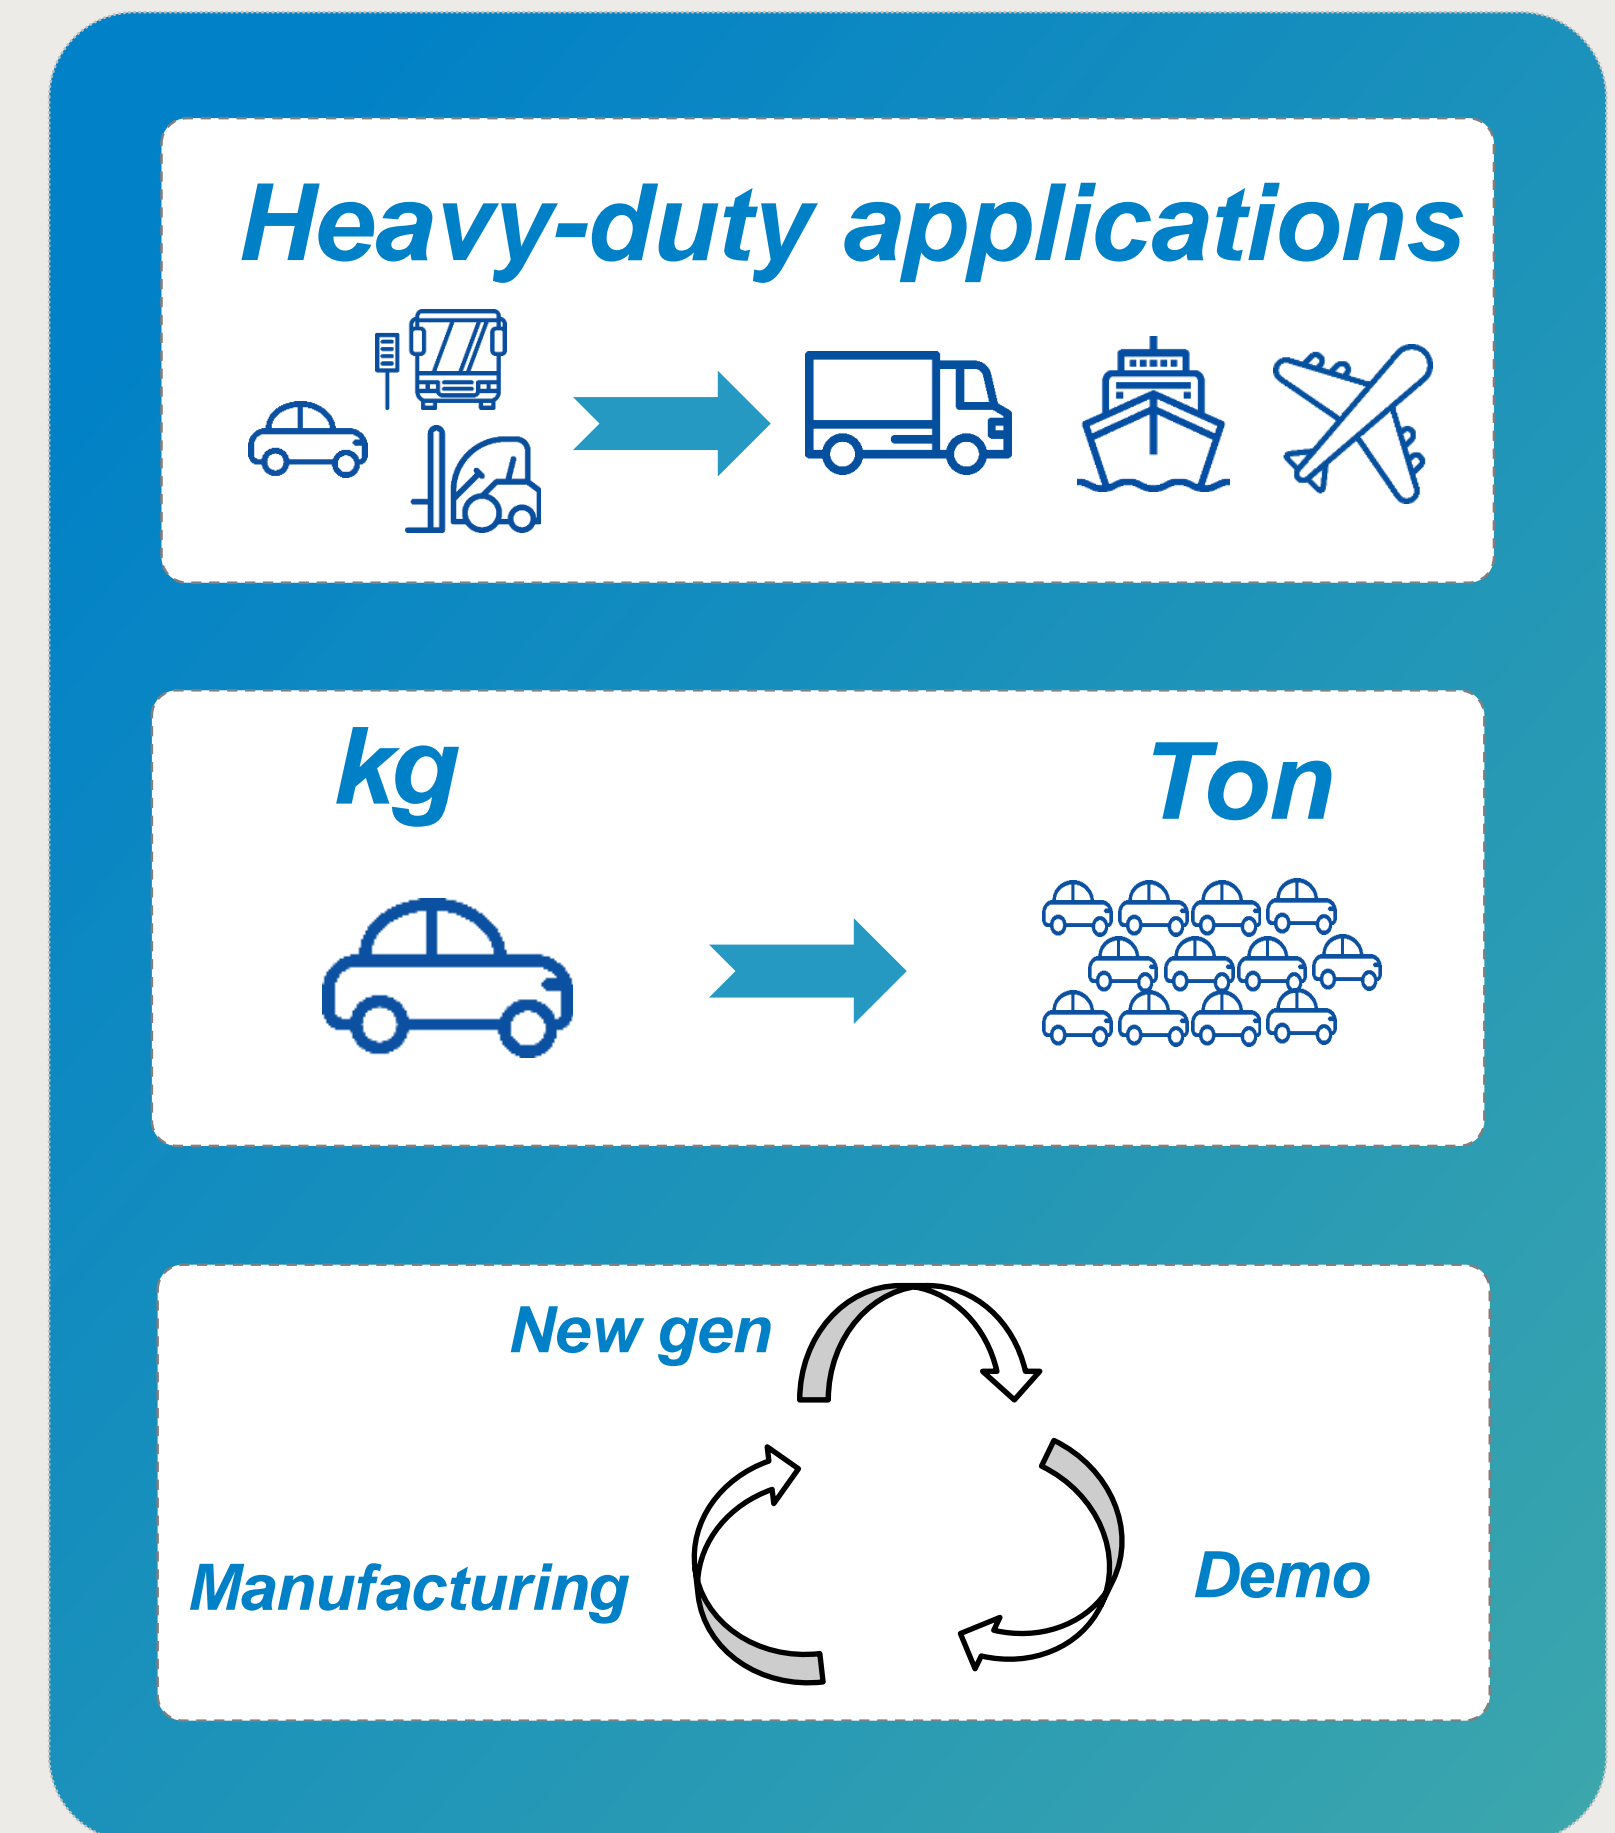 Heavy-duty applications
kg
Ton
New gen
Manufacturing
Demo